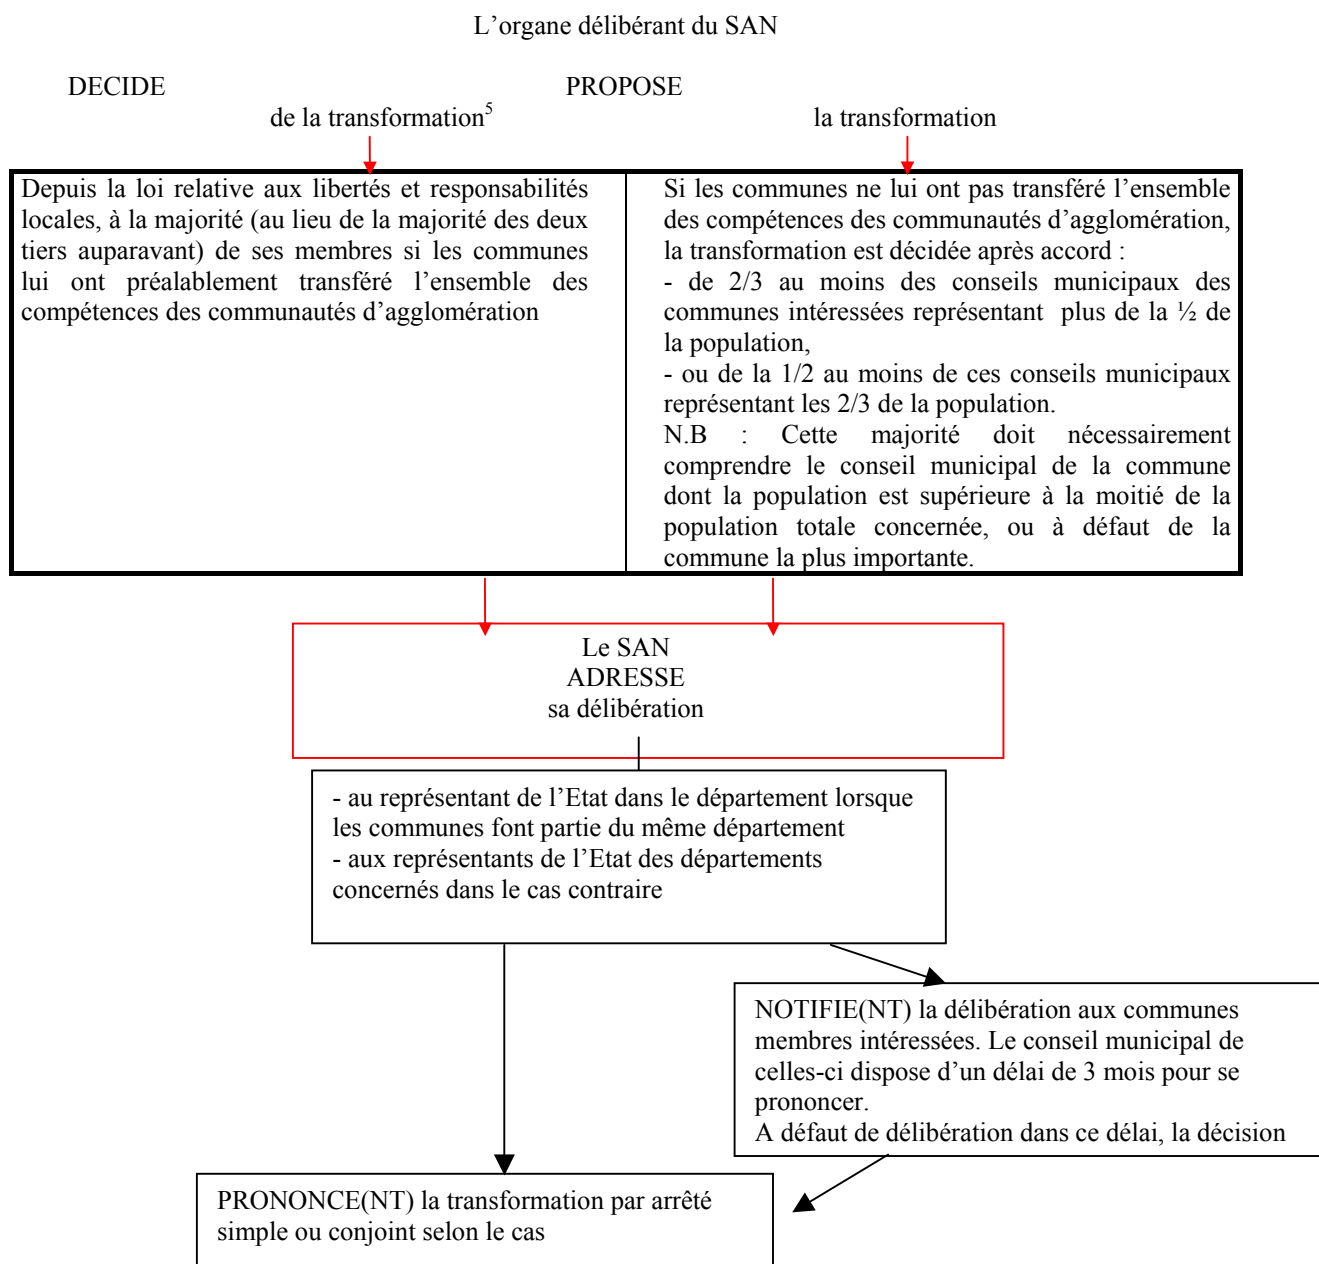 L’organe délibérant du SAN
DECIDE
PROPOSE
de la transformation5
la transformation
Depuis la loi relative aux libertés et responsabilités
locales, à la majorité (au lieu de la majorité des deux
tiers auparavant) de ses membres si les communes
lui ont préalablement transféré l’ensemble des
compétences des communautés d’agglomération
Si les communes ne lui ont pas transféré l’ensemble
des compétences des communautés d’agglomération,
la transformation est décidée après accord :
- de 2/3 au moins des conseils municipaux des
communes intéressées représentant plus de la ½ de
la population,
- ou de la 1/2 au moins de ces conseils municipaux
représentant les 2/3 de la population.
N.B : Cette majorité doit nécessairement
comprendre le conseil municipal de la commune
dont la population est supérieure à la moitié de la
population totale concernée, ou à défaut de la
commune la plus importante.
Le SAN
ADRESSE
sa délibération
- au représentant de l’Etat dans le département lorsque
les communes font partie du même département
- aux représentants de l’Etat des départements
concernés dans le cas contraire
NOTIFIE(NT) la délibération aux communes
membres intéressées. Le conseil municipal de
celles-ci dispose d’un délai de 3 mois pour se
prononcer.
A défaut de délibération dans ce délai, la décision
PRONONCE(NT) la transformation par arrêté
simple ou conjoint selon le cas